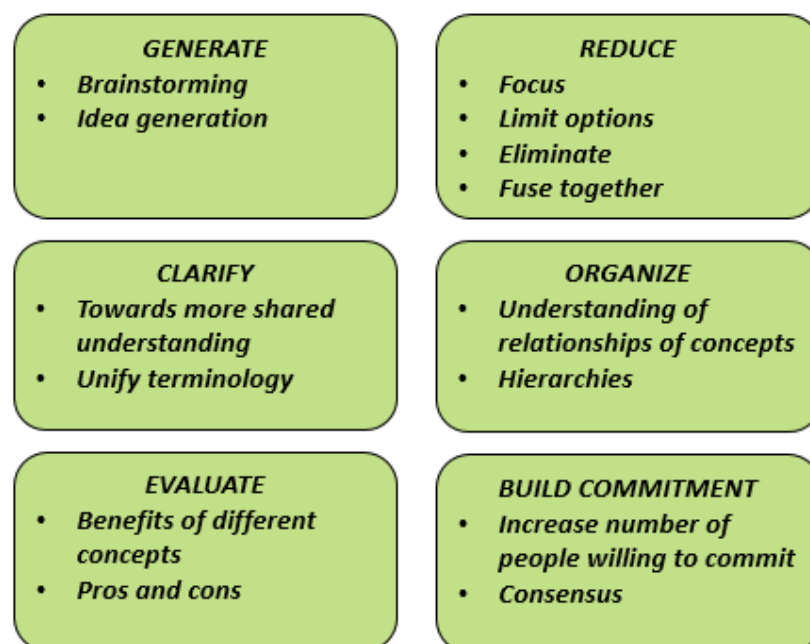 GENERATE
• Brainstorming
• Idea generation
REDUCE
• Focus
• Limit options
• Eliminate
• Fuse together
CLARIFY
• Towards more shared
understanding
• Unify terminology
ORGANIZE
• Understanding of
relationships of concepts
• Hierarchies
EVALUATE
• Benefits of different
concepts
• Pros and cons
BUILD COMMITMENT
• Increase number of
people willing to commit
• Consensus